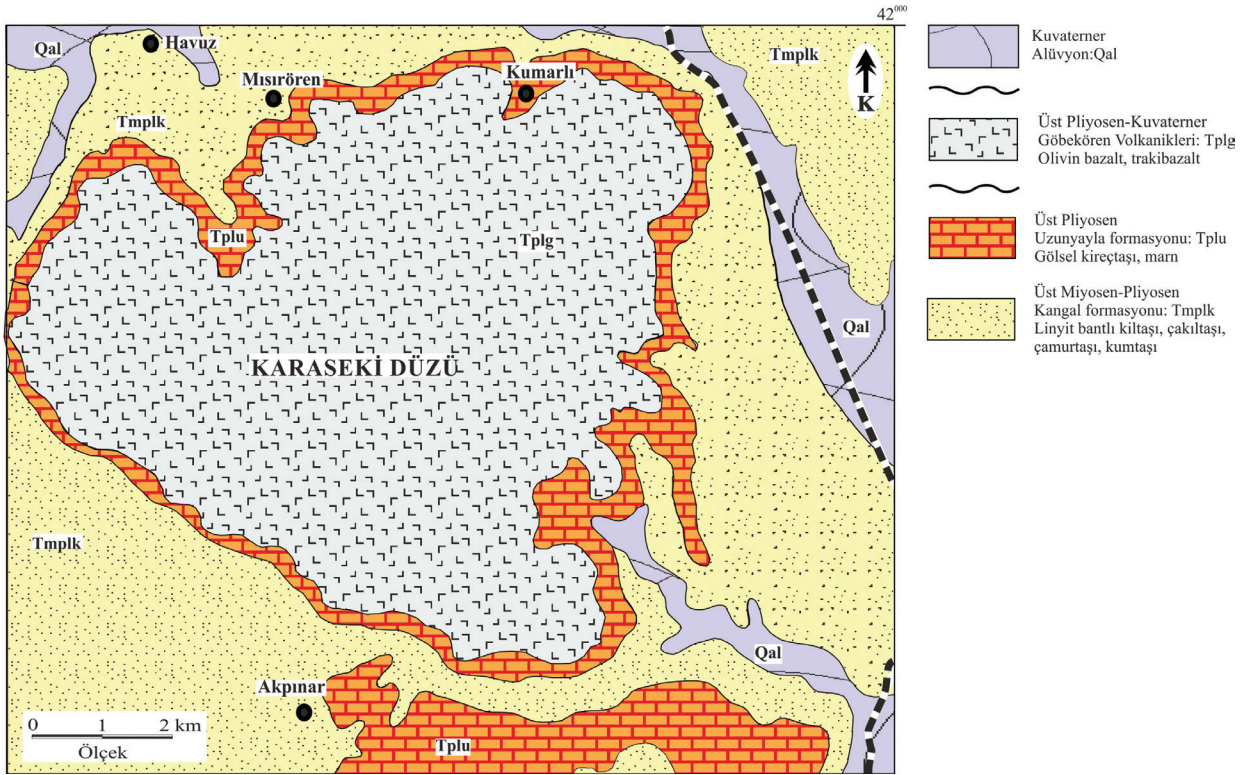 42⁰⁰⁰
Qal
Havuz
Tmplk
Mısırören
Kumarlı
K
Tmplk
Tplu
Tplg
Qal
KARASEKİ DÜZÜ
Tmplk
Qal
Akpınar
0 1 2 km
Ölçek
Tplu
Kuvaterner
Alüvyon:Qal
Üst Pliyosen-Kuvaterner
Göbekören Volkanikleri: Tplg
Olivin bazalt, trakibazalt
Üst Pliyosen
Uzunyayla formasyonu: Tplu
Gölsel kireçtaşı, marn
Üst Miyosen-Pliyosen
Kangal formasyonu: Tmplk
Linyit bantlı kiltaşı, çakıltaşı,
çamurtaşı, kumtaşı